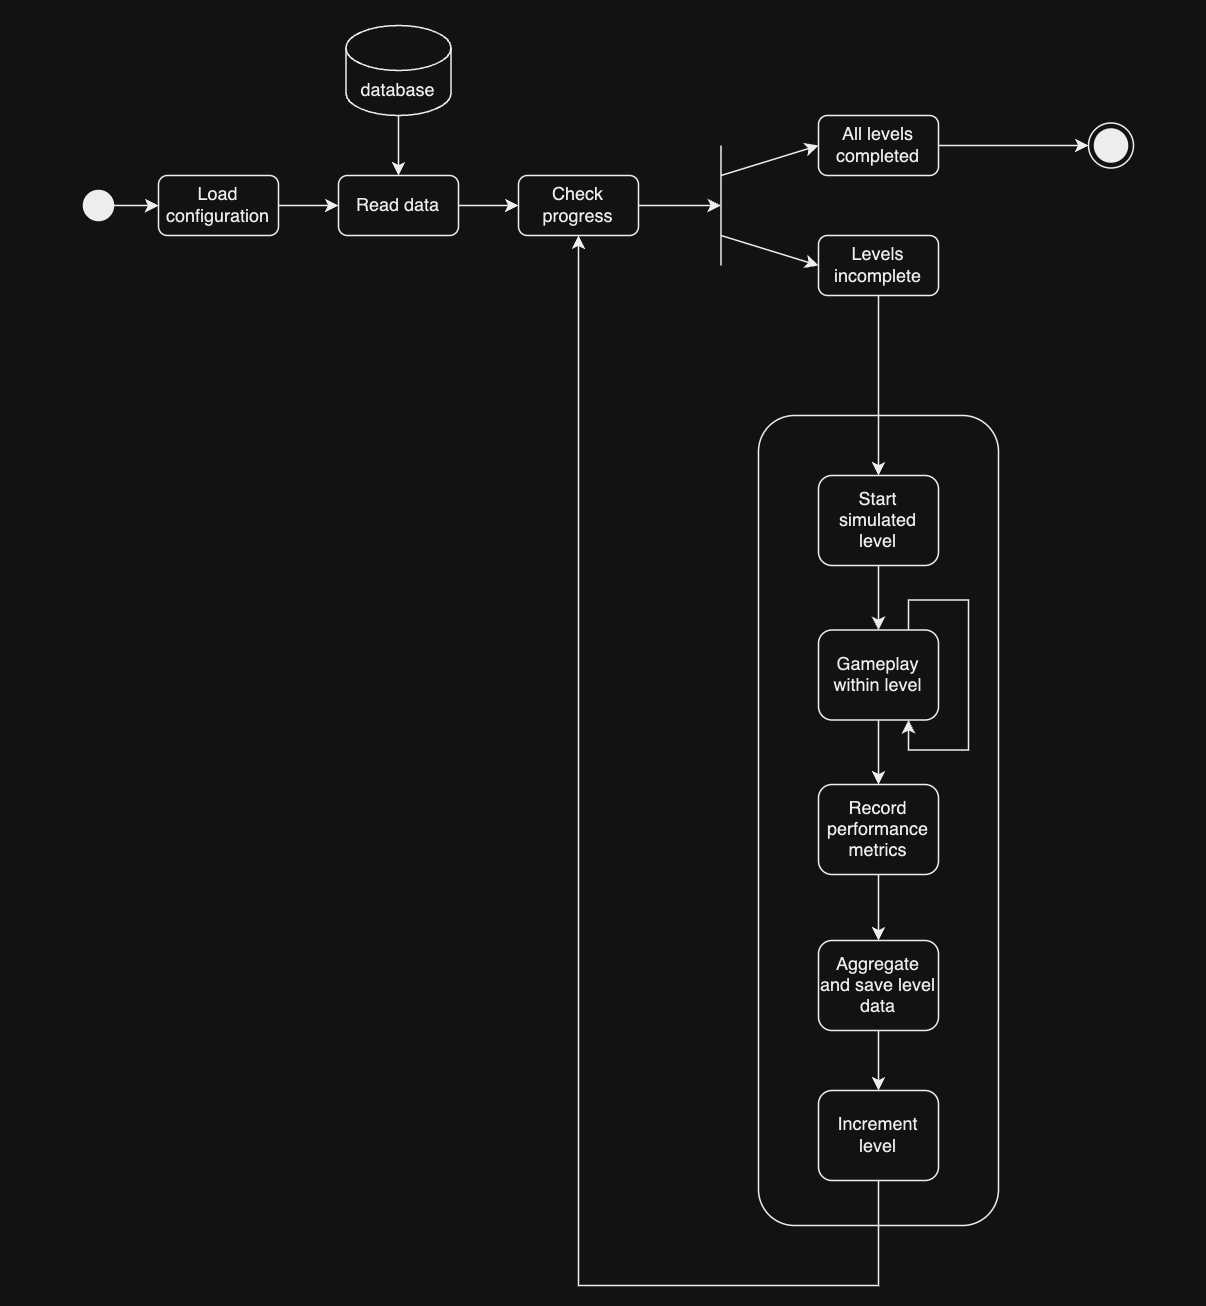 database
Load
configuration
Read data
Check
progress
All levels
completed
Levels
incomplete
Start
simulated
level
Gameplay
within level
Record
performance
metrics
Aggregate
and save level
data
Increment
level